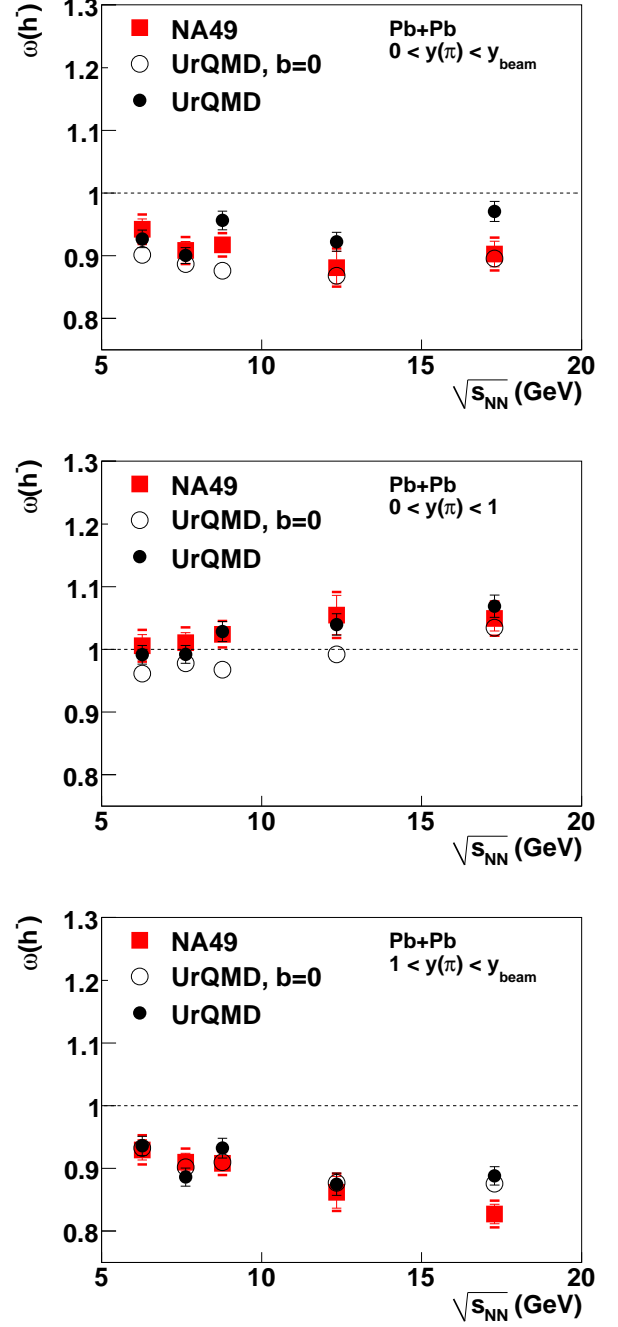 1.3
ω(h⁻)
NA49
Pb+Pb
UrQMD, b=0
0 < y(π) < y_beam
1.2
UrQMD
1.1
1
0.9
0.8
5 10 15 20
√s_NN (GeV)
1.3
ω(h⁻)
NA49
Pb+Pb
UrQMD, b=0
0 < y(π) < 1
1.2
UrQMD
1.1
1
0.9
0.8
5 10 15 20
√s_NN (GeV)
1.3
ω(h⁻)
NA49
Pb+Pb
UrQMD, b=0
1 < y(π) < y_beam
1.2
UrQMD
1.1
1
0.9
0.8
5 10 15 20
√s_NN (GeV)